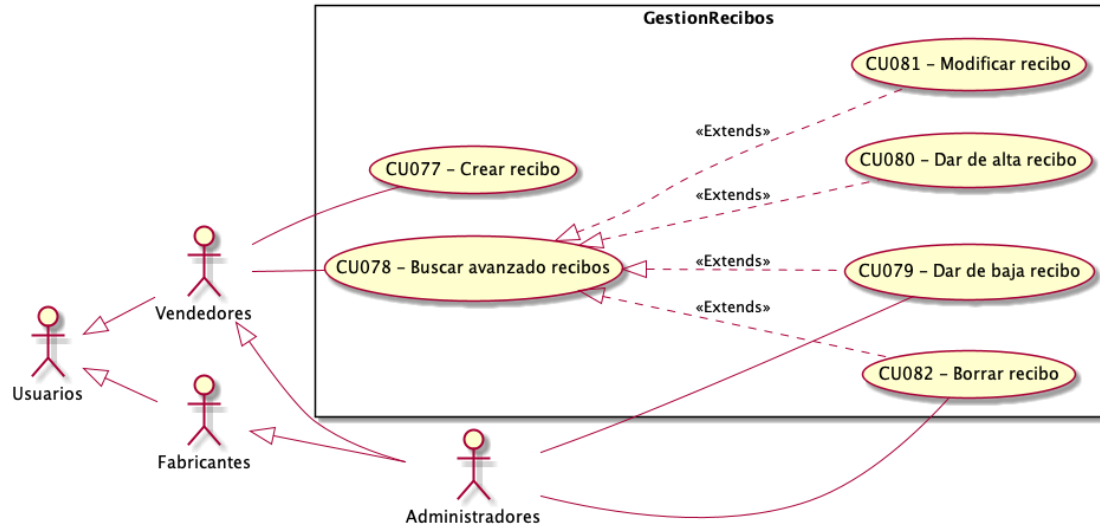 GestionRecibos
CU081 – Modificar recibo
«Extends»
CU080 – Dar de alta recibo
CU077 – Crear recibo
«Extends»
CU078 – Buscar avanzado recibos
«Extends»
CU079 – Dar de baja recibo
Vendedores
«Extends»
CU082 – Borrar recibo
Usuarios
Fabricantes
Administradores